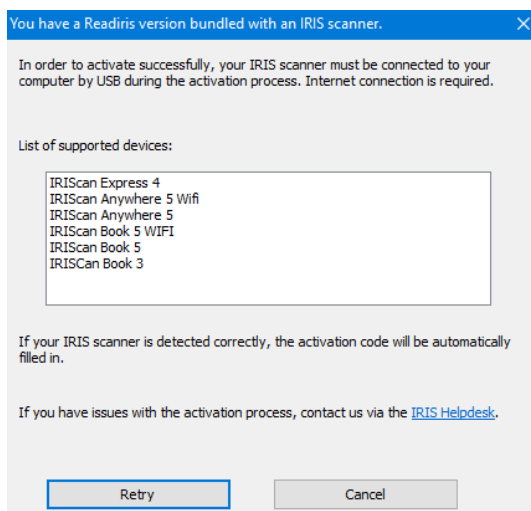 You have a Readiris version bundled with an IRIS scanner.
In order to activate successfully, your IRIS scanner must be connected to your
computer by USB during the activation process. Internet connection is required.
List of supported devices:
IRIScan Express 4
IRIScan Anywhere 5 Wifi
IRIScan Anywhere 5
IRIScan Book 5 WIFI
IRIScan Book 5
IRISCan Book 3
If your IRIS scanner is detected correctly, the activation code will be automatically
filled in.
If you have issues with the activation process, contact us via the IRIS Helpdesk.
Retry Cancel